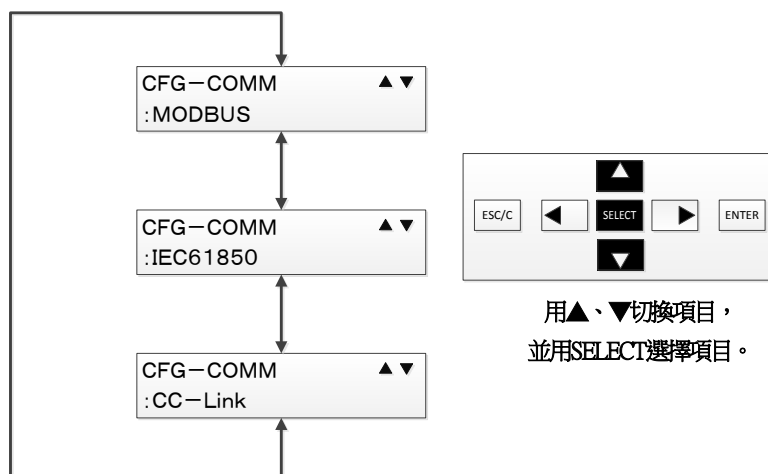 CFG－COMM ▲ ▼
:MODBUS
CFG－COMM ▲ ▼
:IEC61850
CFG－COMM ▲ ▼
:CC－Link
ESC/C
SELECT
ENTER
用▲、▼切換項目，
並用SELECT選擇項目。